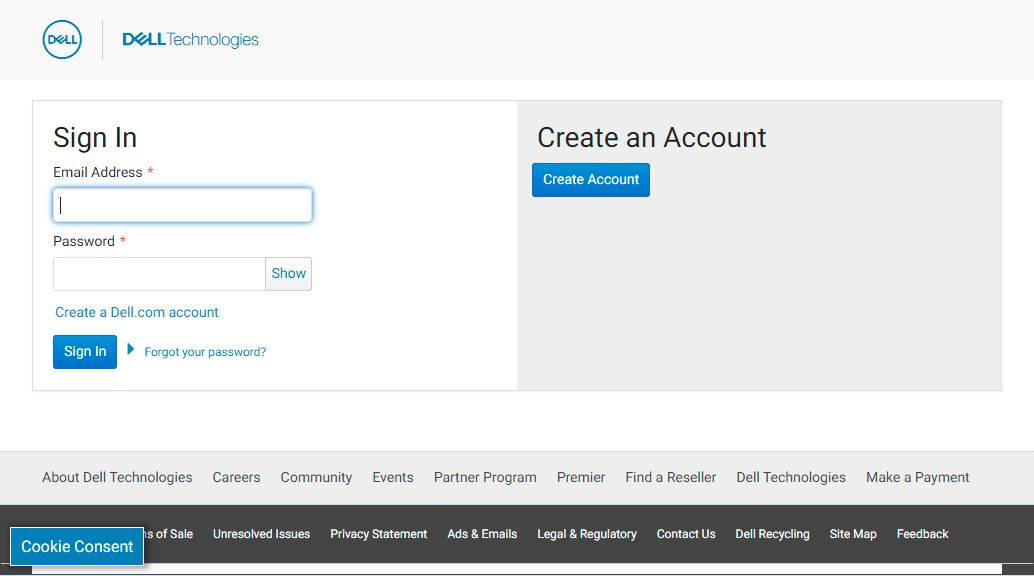 DELL DELLTechnologies
Sign In
Email Address *
Password *
Show
Create a Dell.com account
Sign In Forgot your password?
Create an Account
Create Account
About Dell Technologies Careers Community Events Partner Program Premier Find a Reseller Dell Technologies Make a Payment
of Sale Unresolved Issues Privacy Statement Ads & Emails Legal & Regulatory Contact Us Dell Recycling Site Map Feedback
Cookie Consent